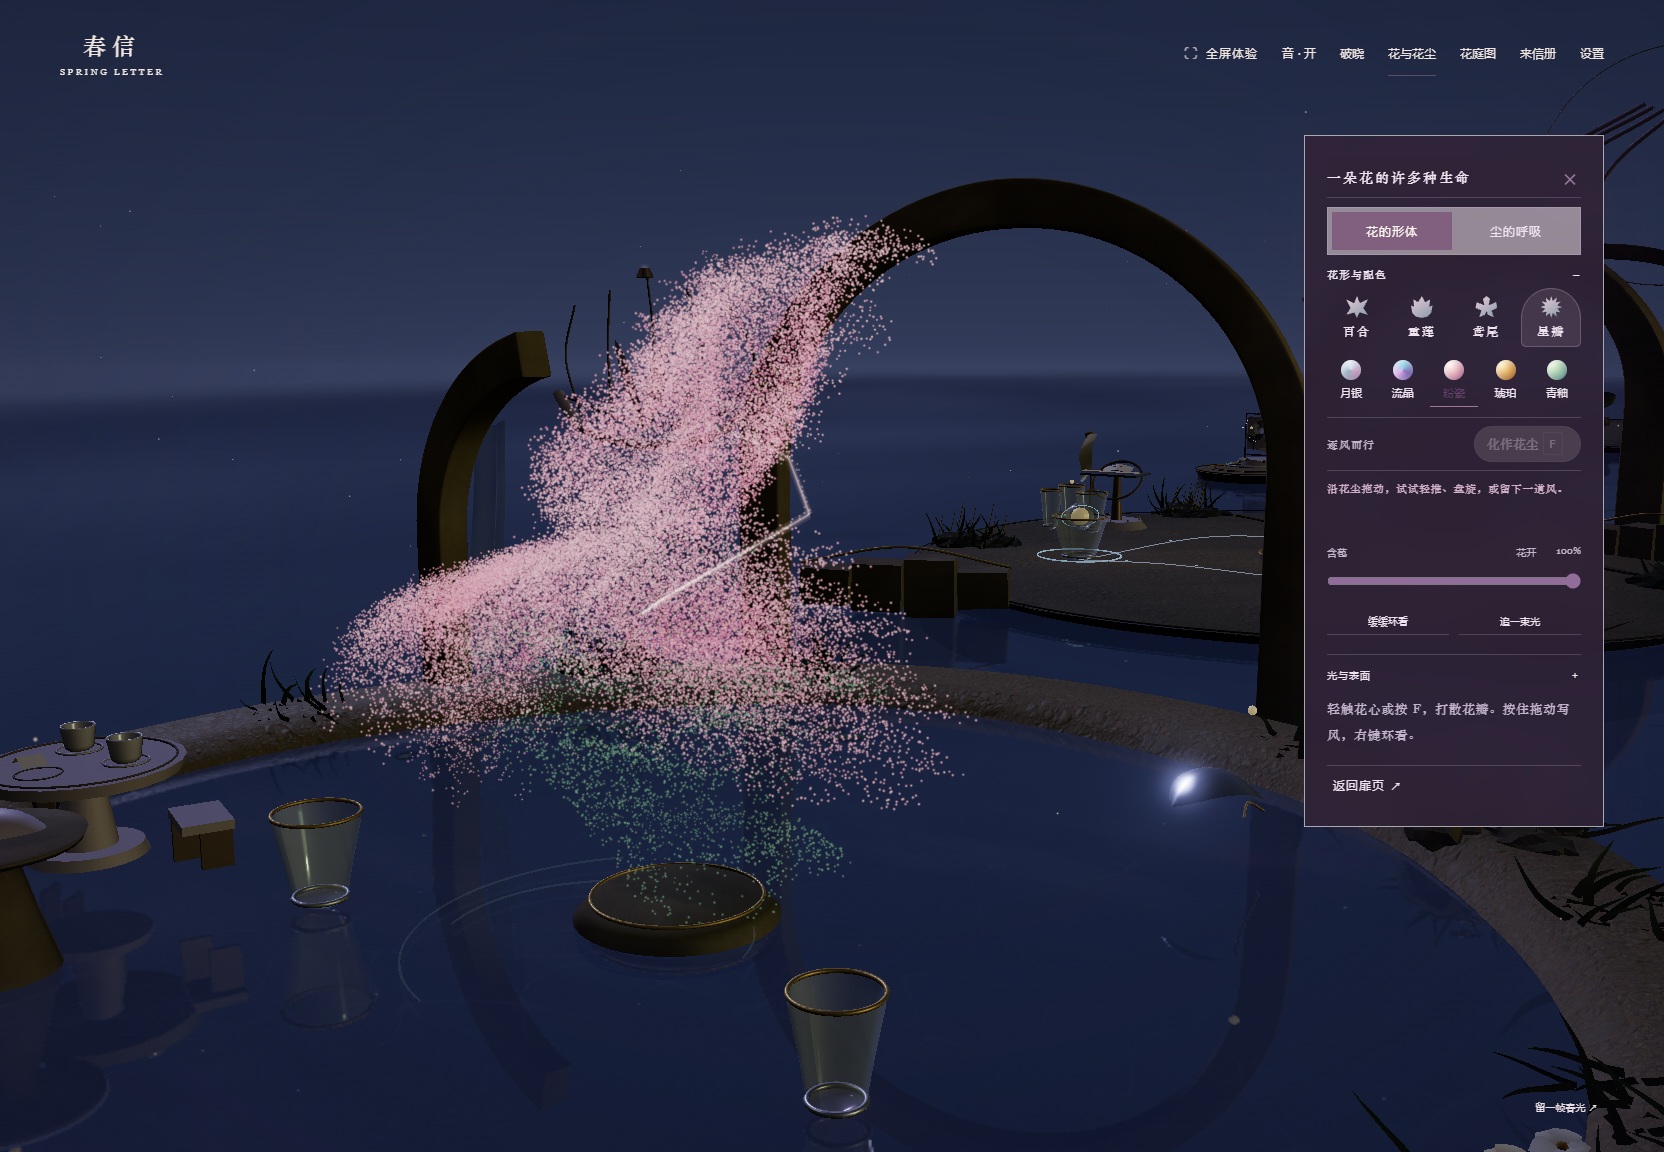 春信
SPRING LETTER
全屏体验 音·开 破晓 花与花尘 花庭图 来信册 设置
一朵花的许多种生命
花的形体 尘的呼吸
花形与配色
百合 重莲 鸢尾 星瓣
月银 流晶 粉瓷 琥珀 青釉
逐风而行 化作花尘 F
沿花尘拖动，试试轻推、盘旋，或留下一道风。
含苞 花开 100%
缓缓环看 追一束光
光与表面
轻触花心或按 F，打散花瓣。按住拖动写
风，右键环看。
返回扉页 ↗
留一帧春光 ↗